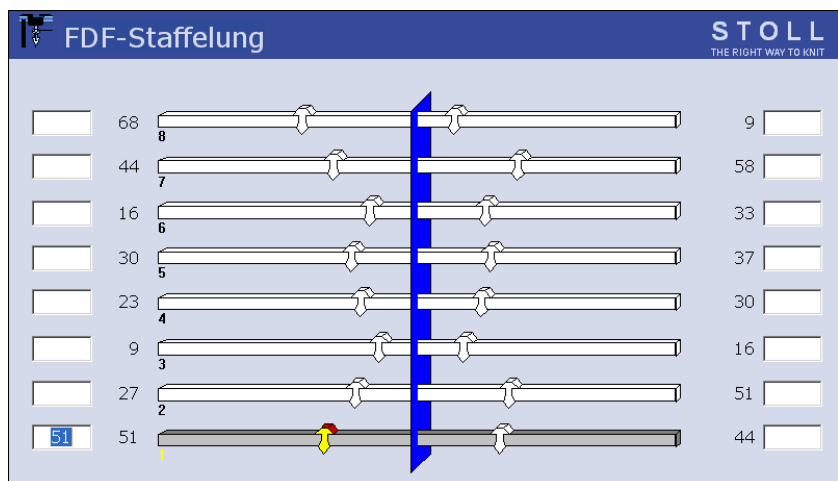 FDF-Staffelung
STOLL
THE RIGHT WAY TO KNIT
68 8 9
44 7 58
16 6 33
30 5 37
23 4 30
9 3 16
27 2 51
51 51 1 44